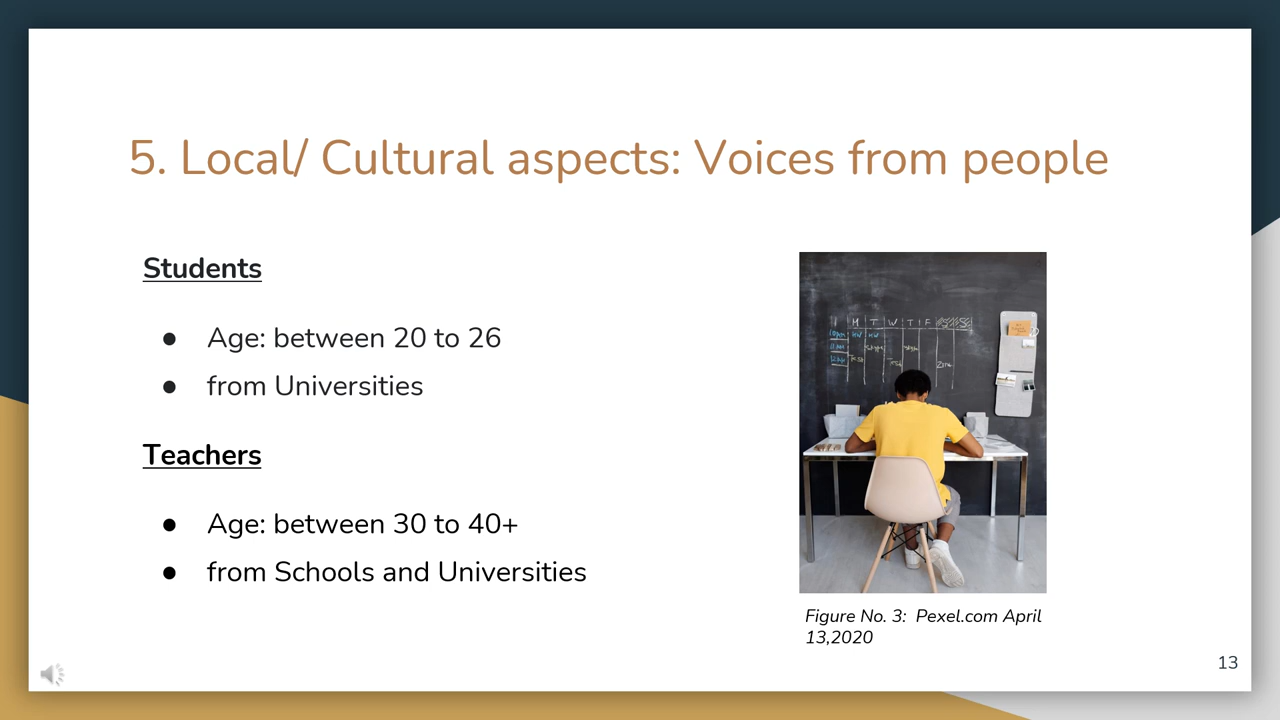 5. Local/ Cultural aspects: Voices from people
Students
● Age: between 20 to 26
● from Universities
Teachers
● Age: between 30 to 40+
● from Schools and Universities
M T W T F
Figure No. 3: Pexel.com April
13,2020
13